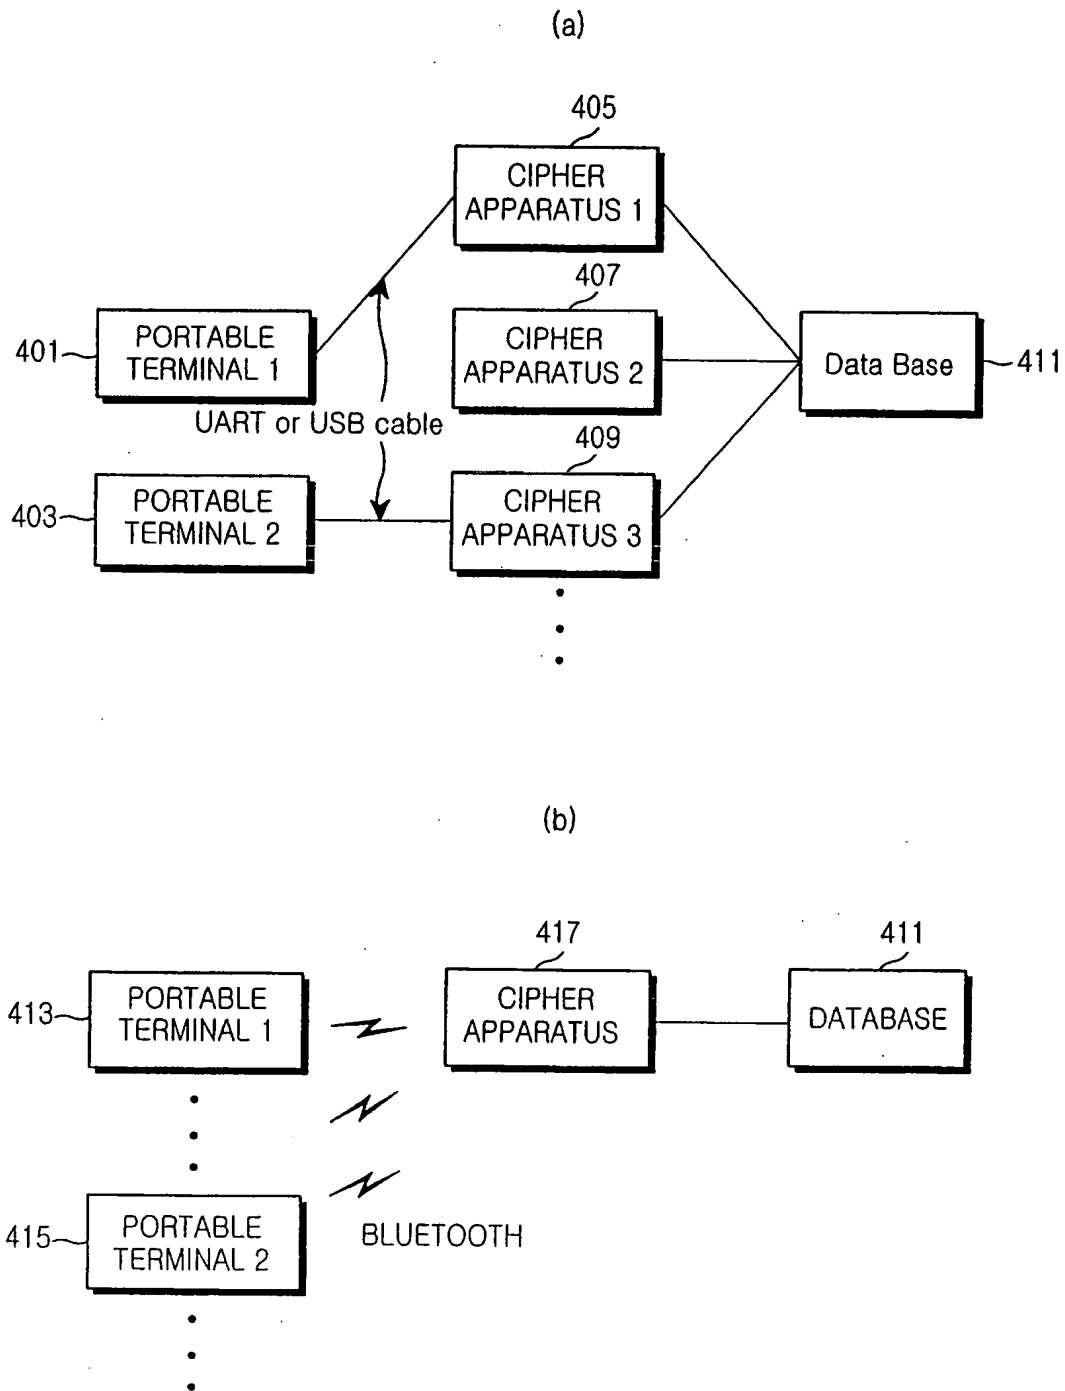 (a)
405
CIPHER
APPARATUS 1
407
401
PORTABLE
TERMINAL 1
CIPHER
APPARATUS 2
Data Base
411
UART or USB cable
409
403
PORTABLE
TERMINAL 2
CIPHER
APPARATUS 3
(b)
417
411
413
PORTABLE
TERMINAL 1
CIPHER
APPARATUS
DATABASE
415
PORTABLE
TERMINAL 2
BLUETOOTH